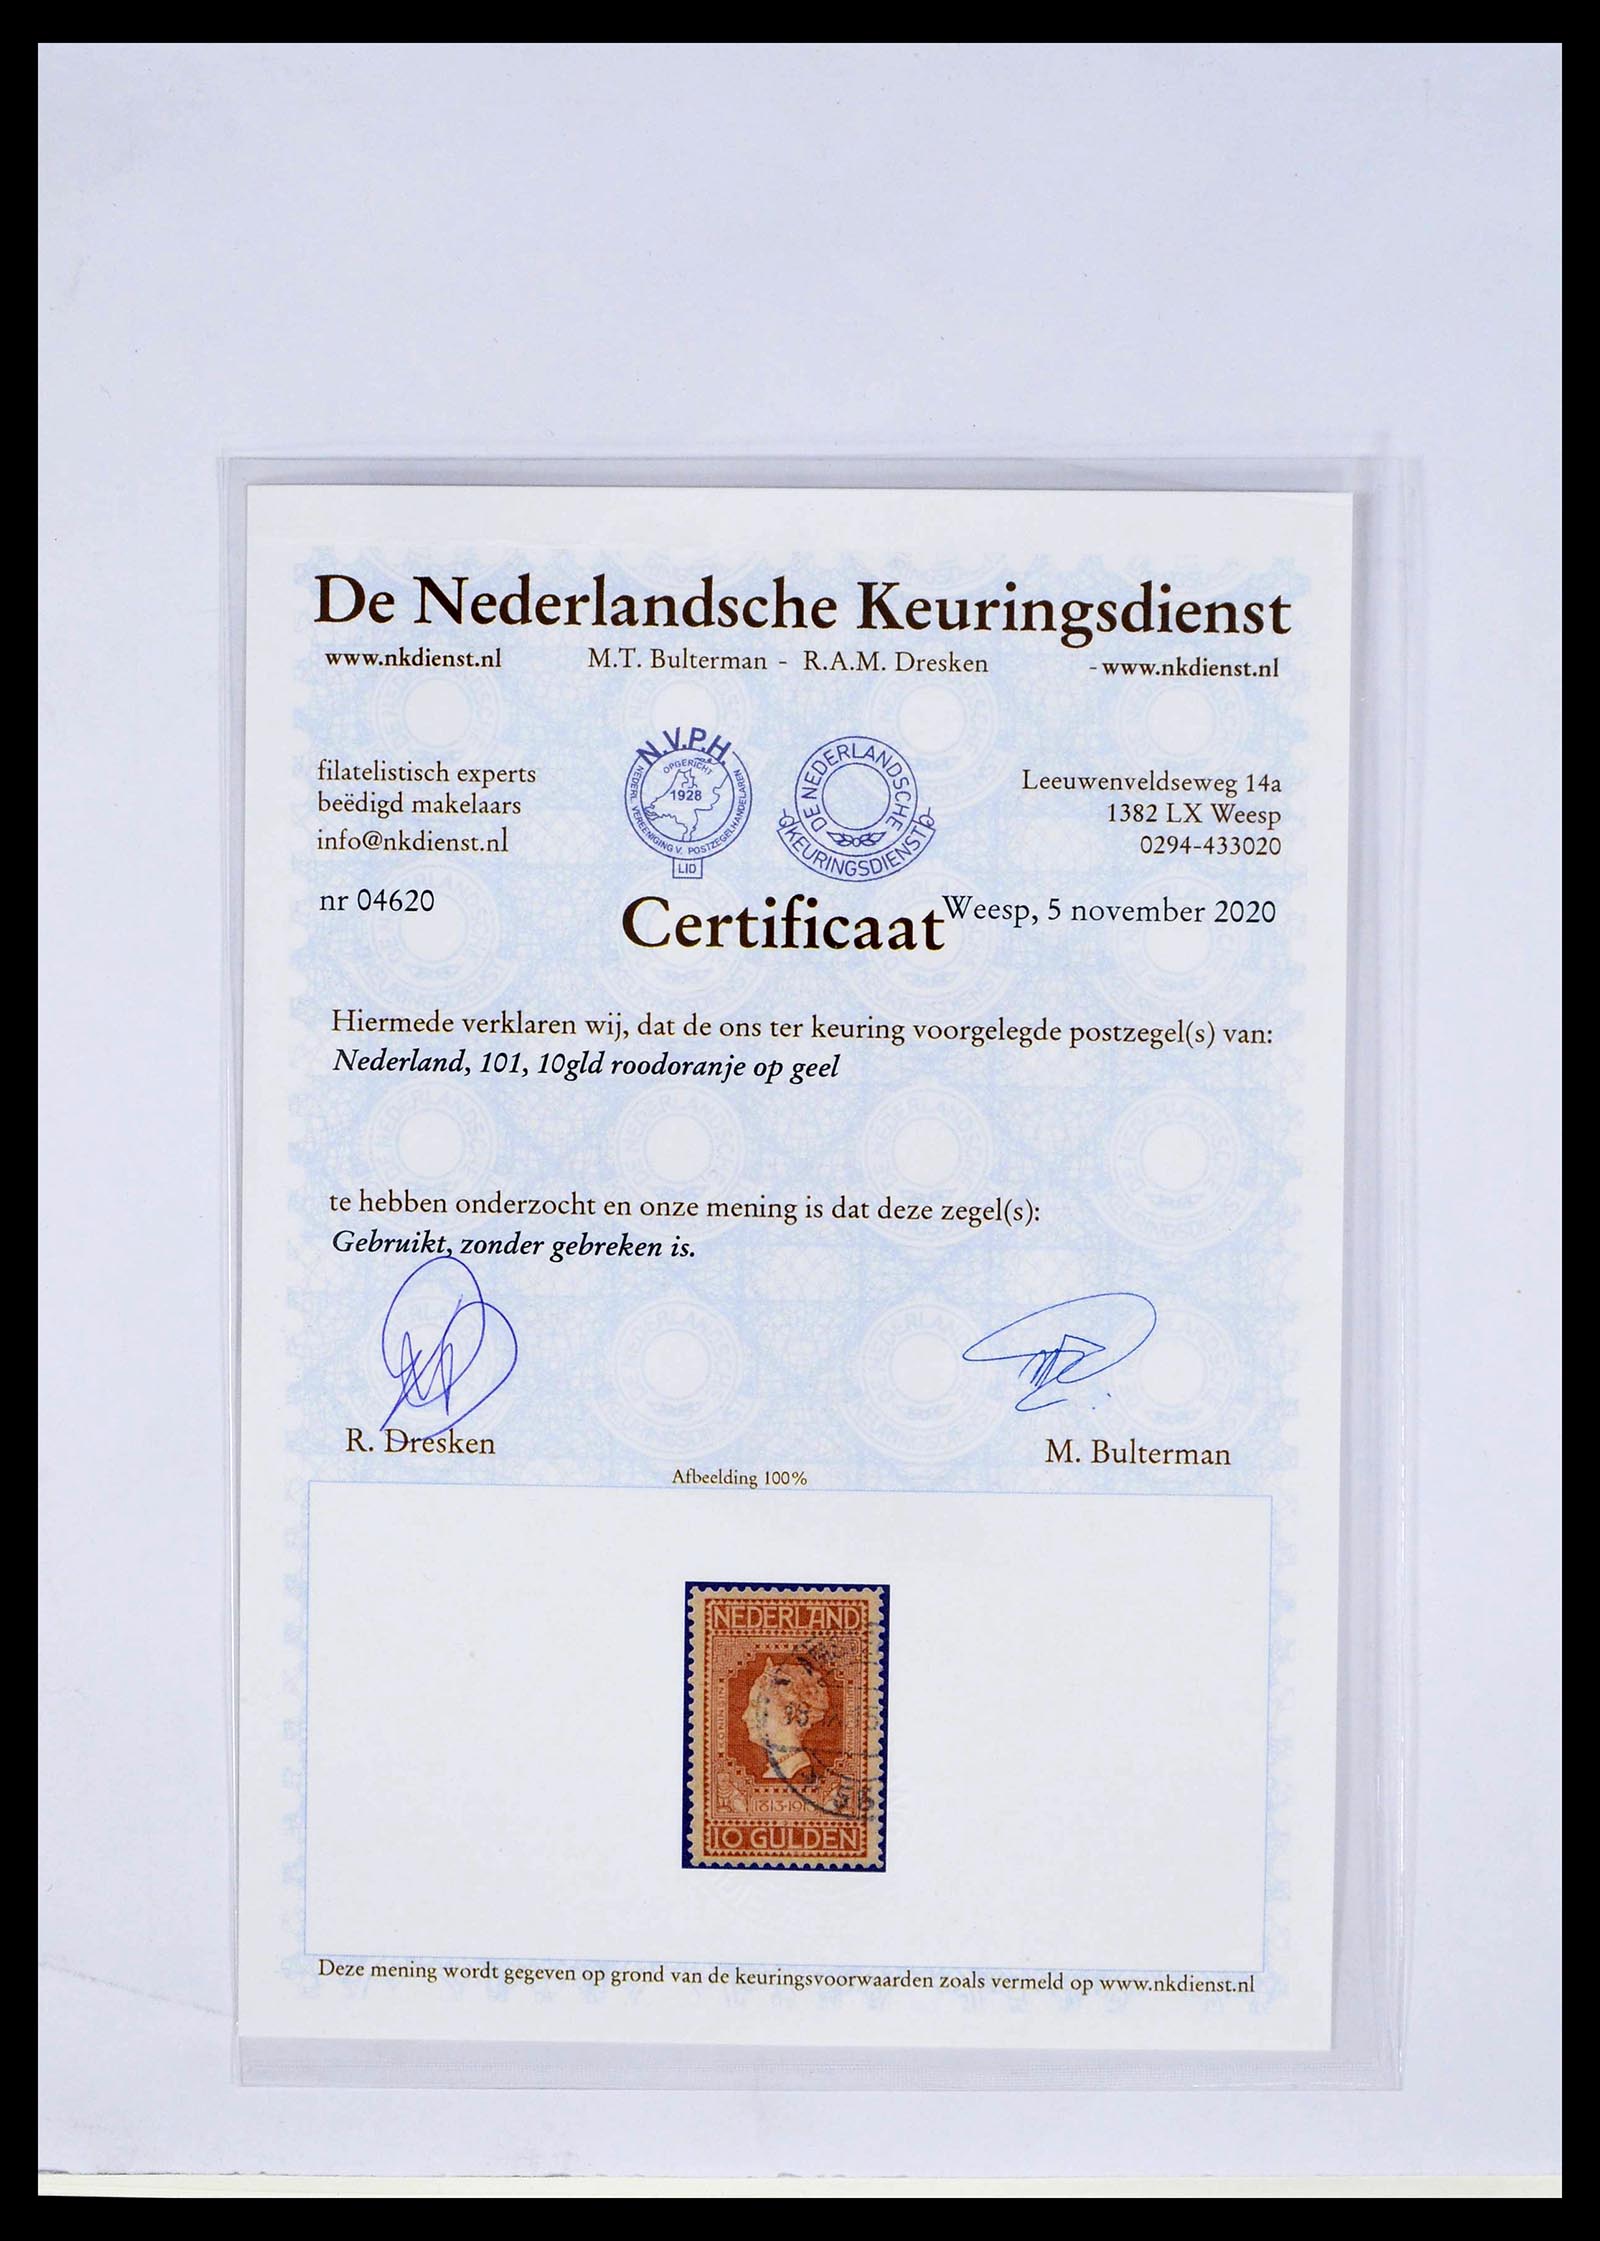 De Nederlandsche Keuringsdienst
www.nkdienst.nl M.T. Bulterman - R.A.M. Dresken - www.nkdienst.nl
filatelistisch experts
beëdigd makelaars
info@nkdienst.nl
N.V.P.H.
OPGERICHT
1928
NEDERL. VEREENIGING V. POSTZEGELHANDELAREN
LID
DE NEDERLANDSCHE
KEURINGSDIENST
Leeuwenveldseweg 14a
1382 LX Weesp
0294-433020
nr 04620
Certificaat
Weesp, 5 november 2020
Hiermede verklaren wij, dat de ons ter keuring voorgelegde postzegel(s) van:
Nederland, 101, 10gld roodoranje op geel
te hebben onderzocht en onze mening is dat deze zegel(s):
Gebruikt, zonder gebreken is.
R. Dresken
M. Bulterman
Afbeelding 100%
NEDERLAND
1813-1913
10 GULDEN
Deze mening wordt gegeven op grond van de keuringsvoorwaarden zoals vermeld op www.nkdienst.nl